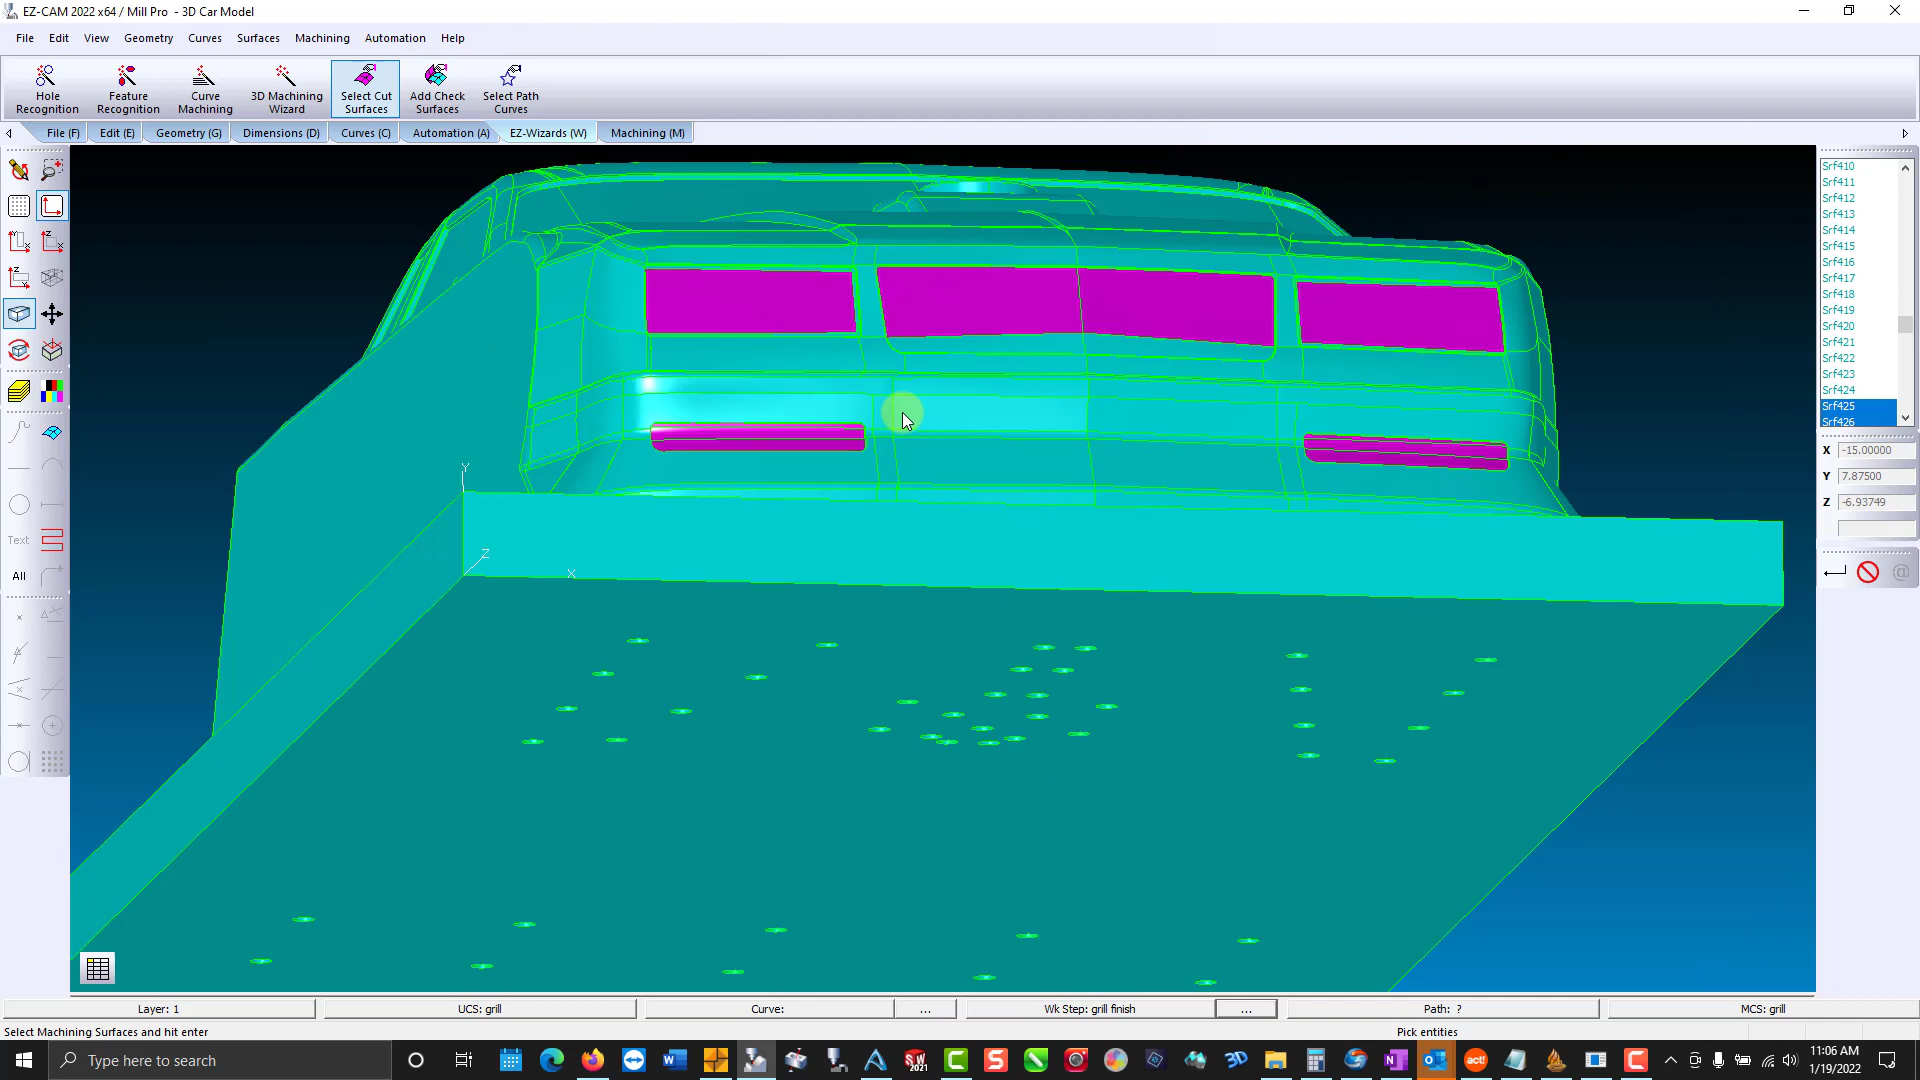 EZ-CAM 2022 x64 / Mill Pro - 3D Car Model
File Edit View Geometry Curves Surfaces Machining Automation Help
Hole Recognition
Feature Recognition
Curve Machining
3D Machining Wizard
Select Cut Surfaces
Add Check Surfaces
Select Path Curves
File (F) Edit (E) Geometry (G) Dimensions (D) Curves (C) Automation (A) EZ-Wizards (W) Machining (M)
Srf410
Srf411
Srf412
Srf413
Srf414
Srf415
Srf416
Srf417
Srf418
Srf419
Srf420
Srf421
Srf422
Srf423
Srf424
Srf425
Srf426
X -15.00000
Y 7.87500
Z -6.93749
Text
All
Y
Z
X
Layer: 1
UCS: grill
Curve:
...
Wk Step: grill finish
...
Path: ?
MCS: grill
Select Machining Surfaces and hit enter
Pick entities
Type here to search
11:06 AM
1/19/2022